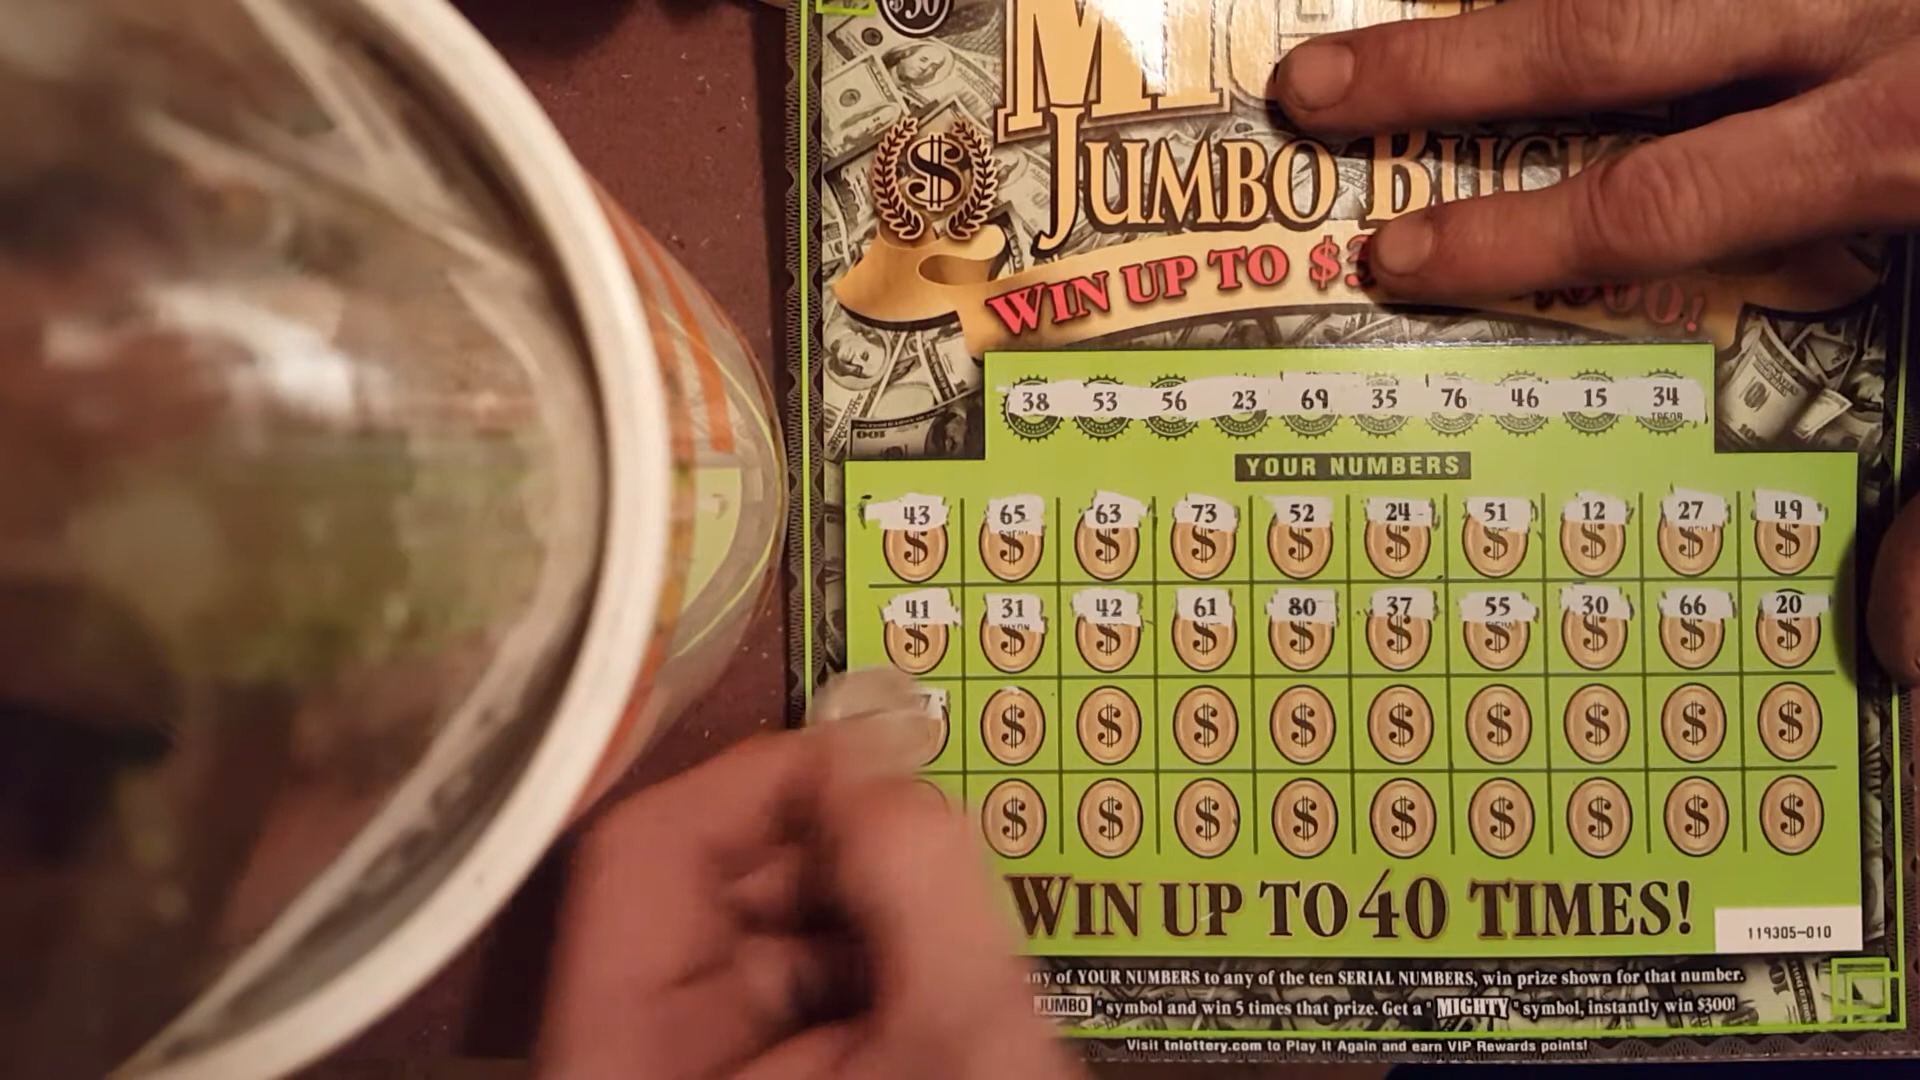 $50
JUMBO BUCK
WIN UP TO $3 ,000!
38 53 56 23 69 35 76 46 15 34
YOUR NUMBERS
43 65 63 73 52 24 51 12 27 49
$ $ $ $ $ $ $ $ $ $
41 31 42 61 80 37 55 30 66 20
$ $ $ $ $ $ $ $ $ $
$ $ $ $ $ $ $ $ $
$ $ $ $ $ $ $ $ $
WIN UP TO 40 TIMES!
119305-010
any of YOUR NUMBERS to any of the ten SERIAL NUMBERS, win prize shown for that number.
"JUMBO" symbol and win 5 times that prize. Get a "MIGHTY" symbol, instantly win $300!
Visit tnlottery.com to Play It Again and earn VIP Rewards points!